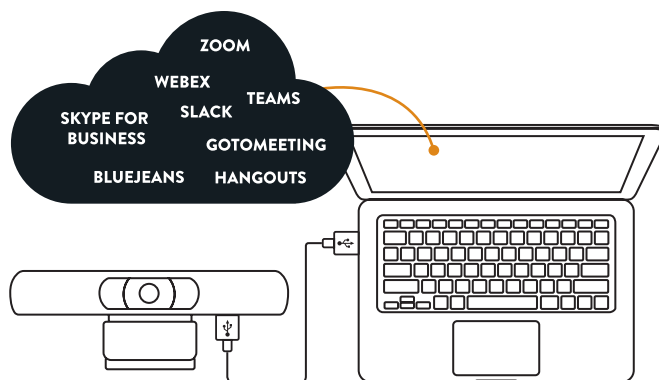 ZOOM
WEBEX
TEAMS
SLACK
SKYPE FOR
BUSINESS
GOTOMEETING
BLUEJEANS
HANGOUTS